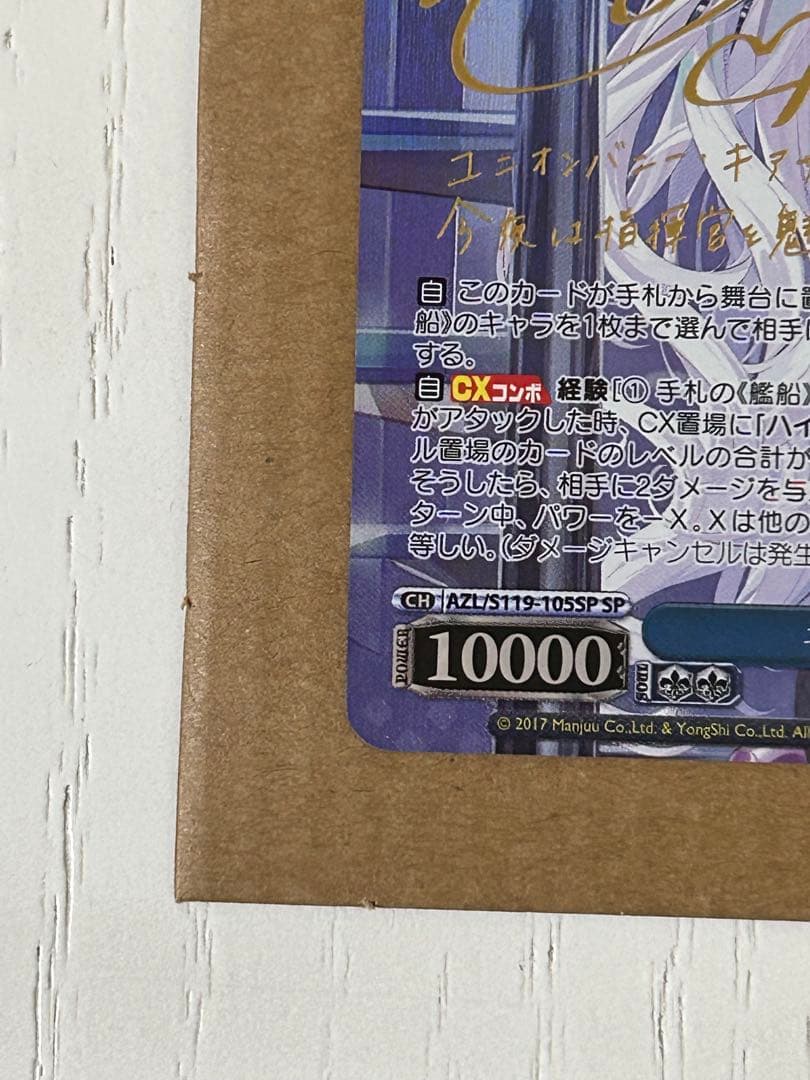 ユニオンバニー・キアサ
今夜は指揮官を魅
自 このカードが手札から舞台に置
船》のキャラを1枚まで選んで相手に
する。
自 CXコンボ 経験[① 手札の《艦船》
がアタックした時、CX置場に「ハイ
ル置場のカードのレベルの合計が
そうしたら、相手に2ダメージを与
ターン中、パワーを－X。Xは他の
等しい。(ダメージキャンセルは発生
CH AZL/S119-105SP SP
POWER 10000 SOUL
© 2017 Manjuu Co.,Ltd. & YongShi Co.,Ltd. All